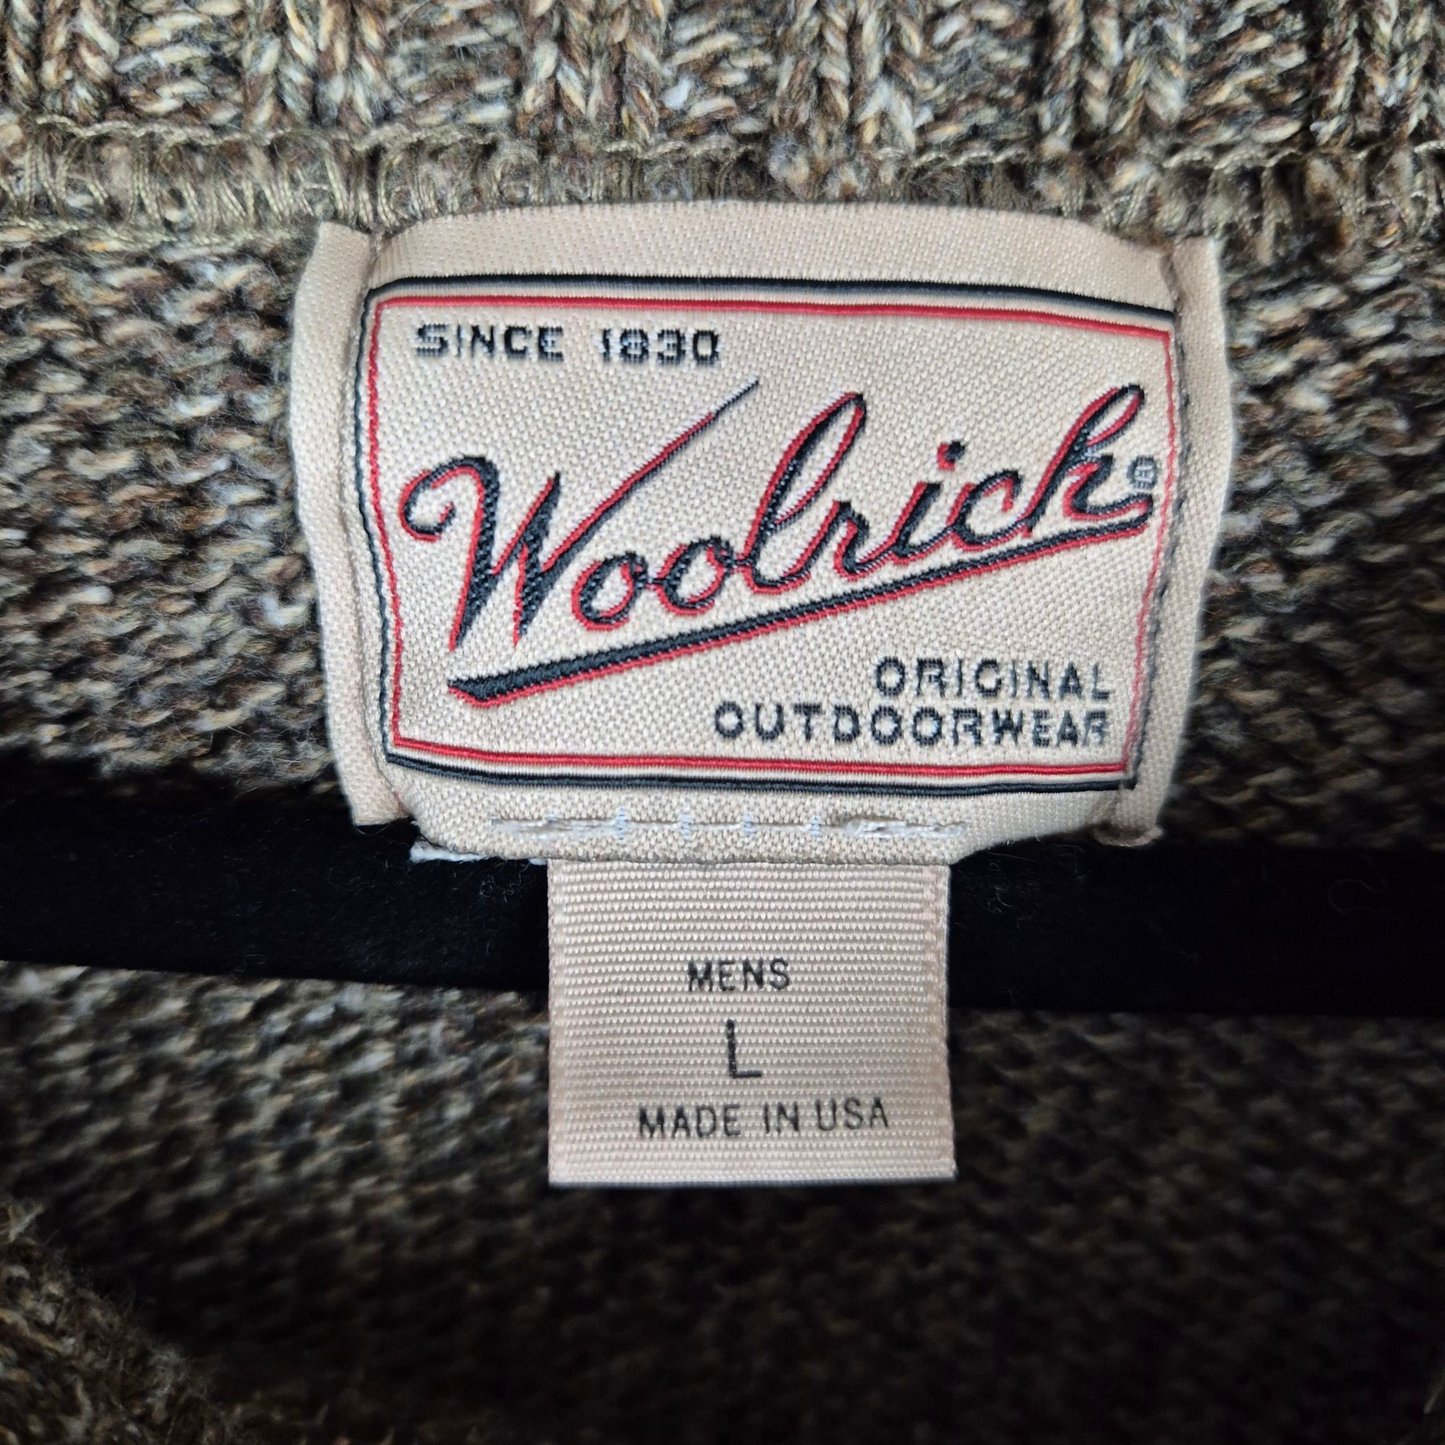 SINCE 1830
Woolrich®
ORIGINAL
OUTDOORWEAR
MENS
L
MADE IN USA